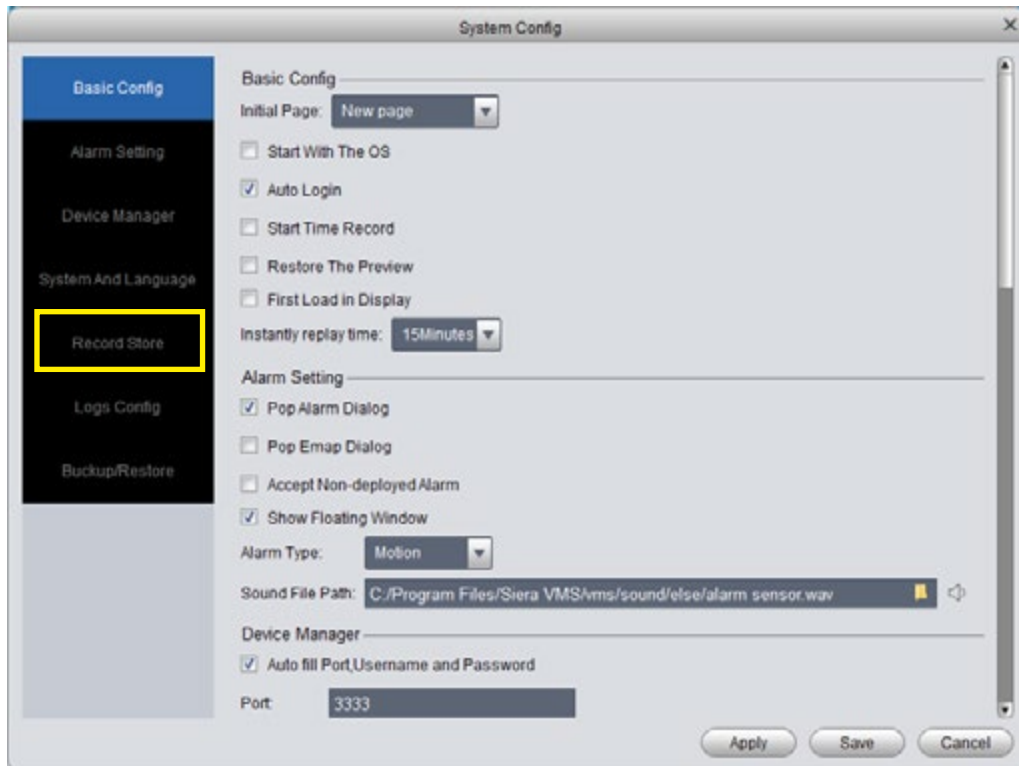 System Config
Basic Config
Alarm Setting
Device Manager
System And Language
Record Store
Logs Config
Buckup/Restore
Basic Config
Initial Page: New page
Start With The OS
Auto Login
Start Time Record
Restore The Preview
First Load in Display
Instantly replay time: 15Minutes
Alarm Setting
Pop Alarm Dialog
Pop Emap Dialog
Accept Non-deployed Alarm
Show Floating Window
Alarm Type: Motion
Sound File Path: C:/Program Files/Siera VMS/vms/sound/else/alarm sensor.wav
Device Manager
Auto fill Port,Username and Password
Port: 3333
Apply Save Cancel